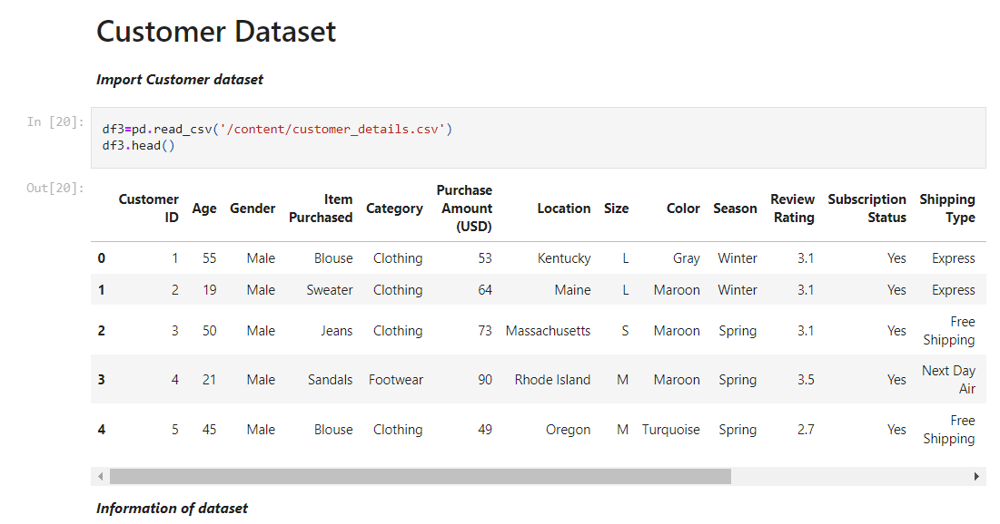 Customer Dataset
Import Customer dataset
In [20]:
df3=pd.read_csv('/content/customer_details.csv')
df3.head()
Out[20]:
Customer ID Age Gender Item Purchased Category Purchase Amount (USD) Location Size Color Season Review Rating Subscription Status Shipping Type
0 1 55 Male Blouse Clothing 53 Kentucky L Gray Winter 3.1 Yes Express
1 2 19 Male Sweater Clothing 64 Maine L Maroon Winter 3.1 Yes Express
2 3 50 Male Jeans Clothing 73 Massachusetts S Maroon Spring 3.1 Yes Free Shipping
3 4 21 Male Sandals Footwear 90 Rhode Island M Maroon Spring 3.5 Yes Next Day Air
4 5 45 Male Blouse Clothing 49 Oregon M Turquoise Spring 2.7 Yes Free Shipping
Information of dataset